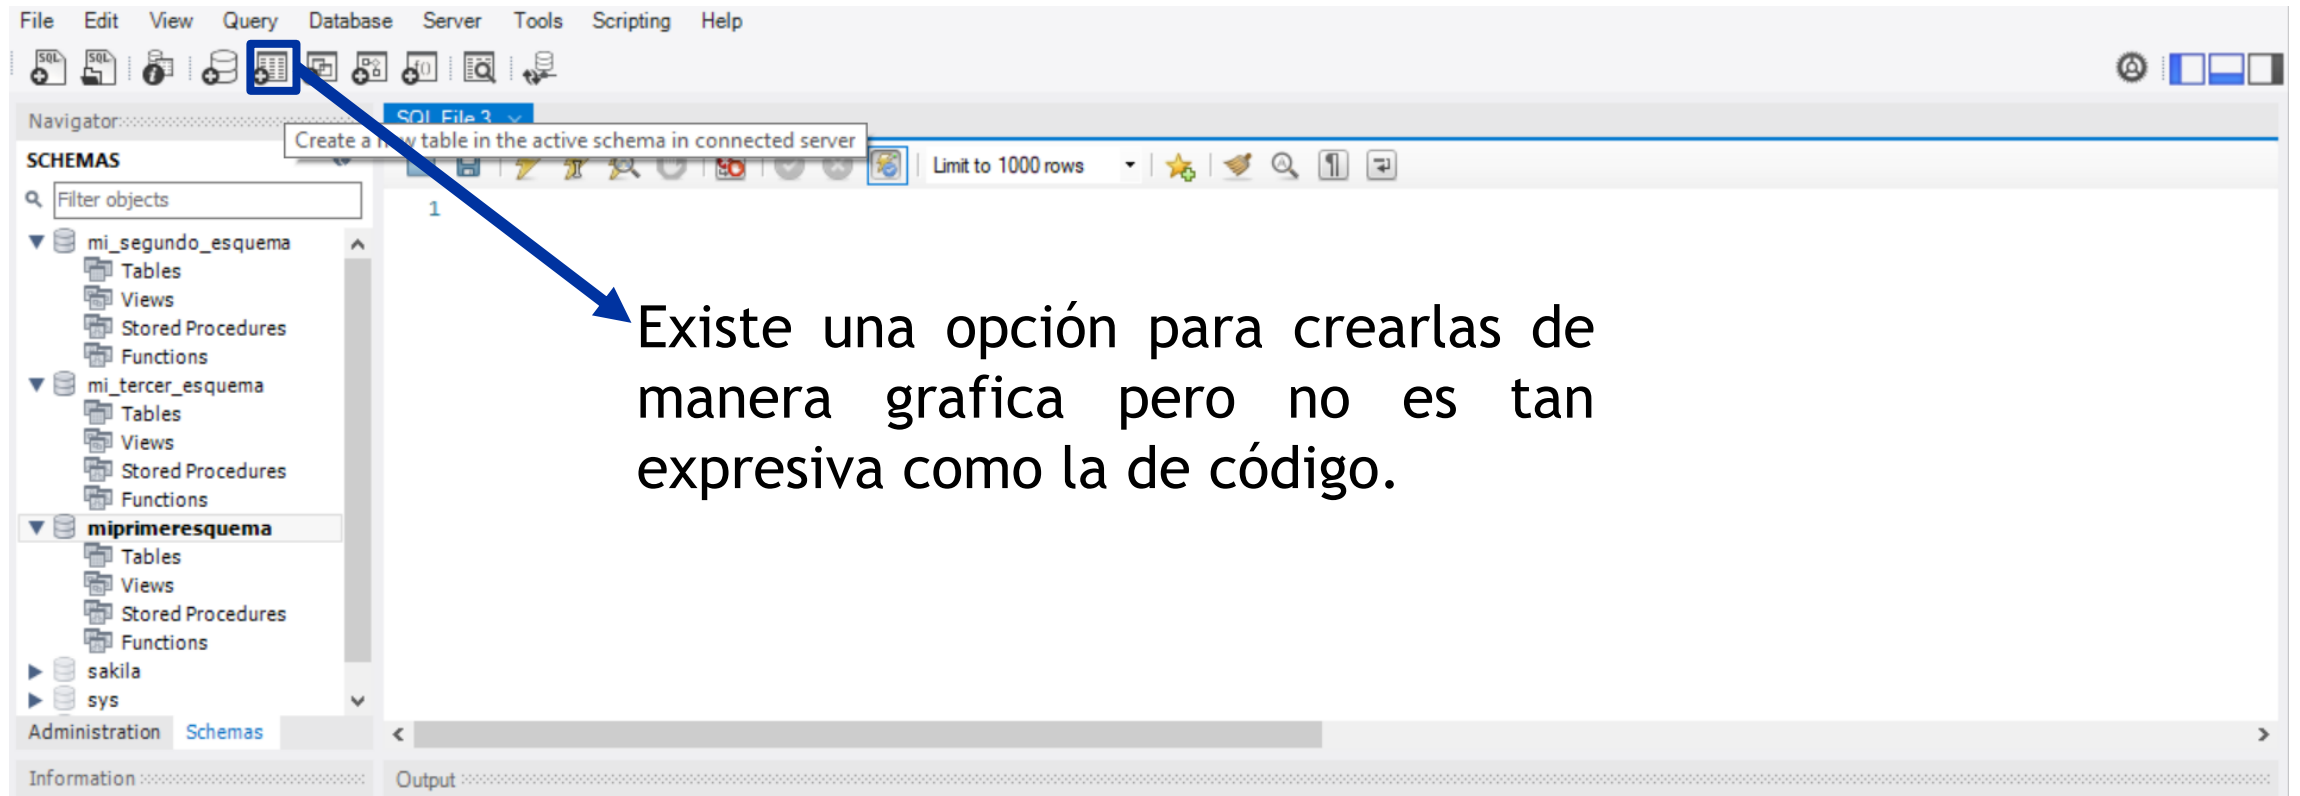 File Edit View Query Database Server Tools Scripting Help
Navigator
SQL File 3
Create a new table in the active schema in connected server
SCHEMAS
Limit to 1000 rows
Filter objects
1
mi_segundo_esquema
Tables
Views
Stored Procedures
Functions
mi_tercer_esquema
Tables
Views
Stored Procedures
Functions
miprimeresquema
Tables
Views
Stored Procedures
Functions
sakila
sys
Existe una opción para crearlas de
manera grafica pero no es tan
expresiva como la de código.
Administration Schemas
Information
Output